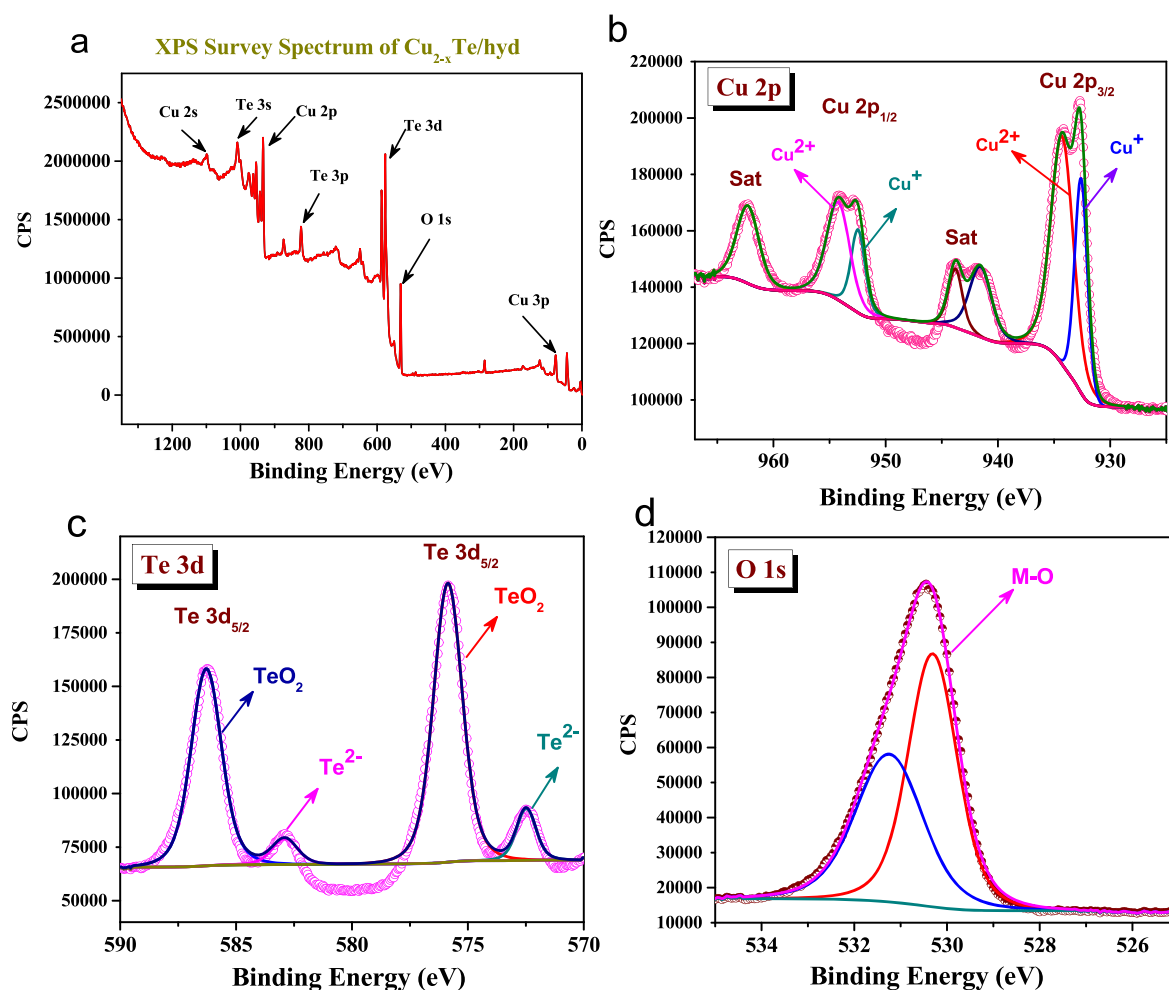 a
XPS Survey Spectrum of Cu₂₋ₓTe/hyd
2500000
2000000
1500000
1000000
500000
0
CPS
Cu 2s
Te 3s
Cu 2p
Te 3p
Te 3d
O 1s
Cu 3p
1200 1000 800 600 400 200 0
Binding Energy (eV)
b
220000
200000
180000
160000
140000
120000
100000
CPS
Cu 2p
Cu 2p₁/₂
Cu 2p₃/₂
Cu²⁺
Cu⁺
Cu²⁺
Cu⁺
Sat
Sat
960 950 940 930
Binding Energy (eV)
c
200000
175000
150000
125000
100000
75000
50000
CPS
Te 3d
Te 3d₅/₂
Te 3d₅/₂
TeO₂
TeO₂
Te²⁻
Te²⁻
590 585 580 575 570
Binding Energy (eV)
d
120000
110000
100000
90000
80000
70000
60000
50000
40000
30000
20000
10000
CPS
O 1s
M-O
534 532 530 528 526
Binding Energy (eV)